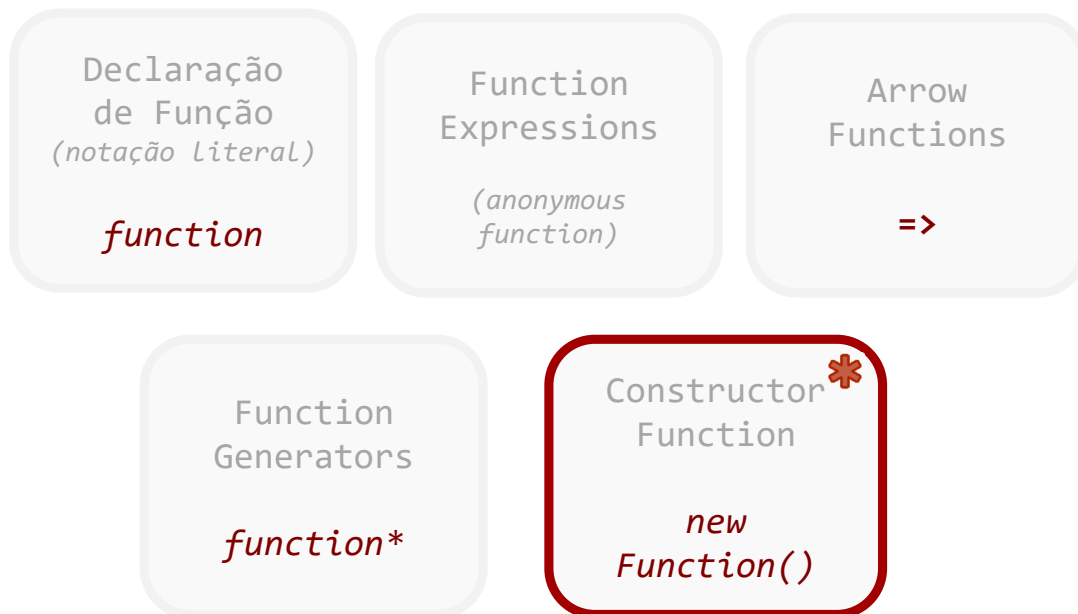 Declaração
de Função
(notação literal)
function
Function
Expressions
(anonymous
function)
Arrow
Functions
=>
Function
Generators
function*
Constructor*
Function
new
Function()